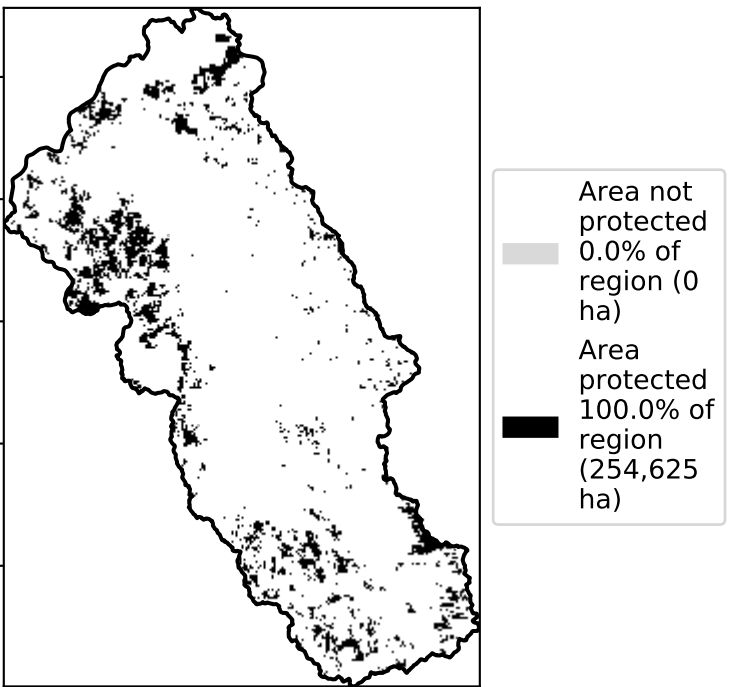 Area not
protected
0.0% of
region (0
ha)
Area
protected
100.0% of
region
(254,625
ha)